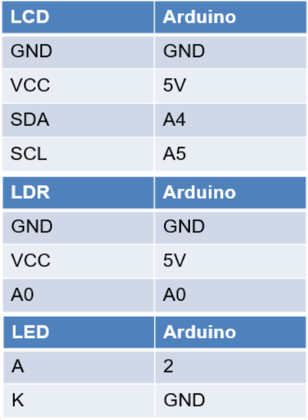 LCD Arduino
GND GND
VCC 5V
SDA A4
SCL A5
LDR Arduino
GND GND
VCC 5V
A0 A0
LED Arduino
A 2
K GND